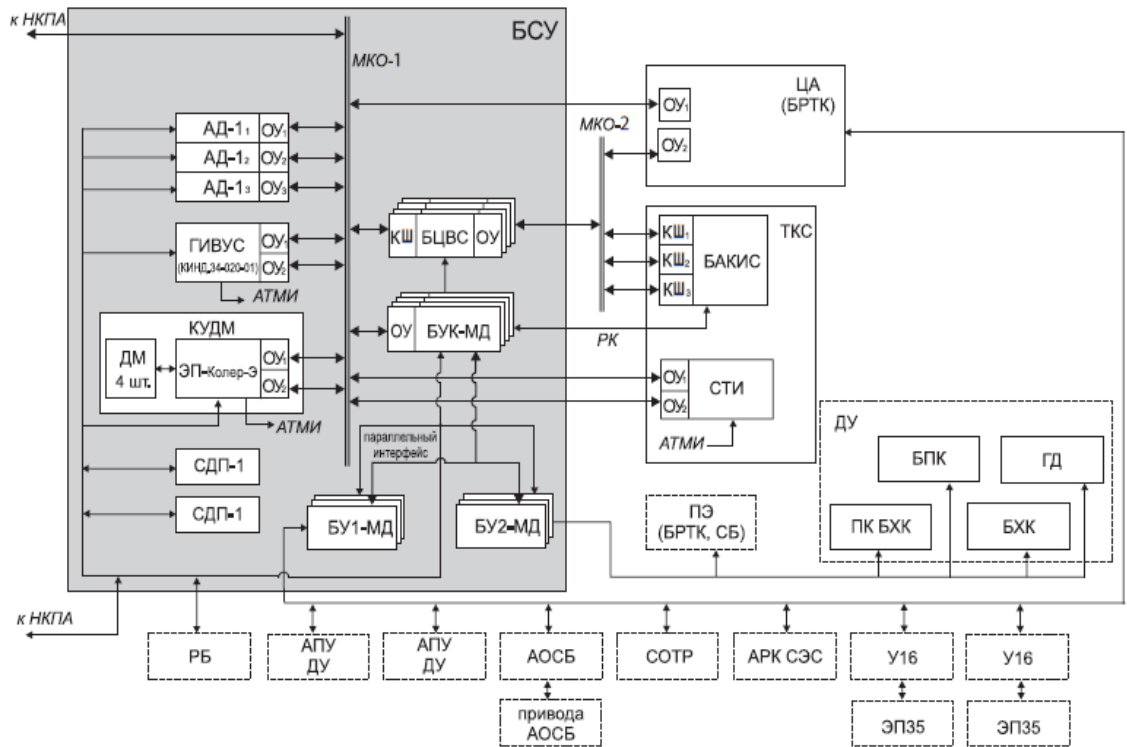 к НКПА
БСУ
МКО-1
ЦА
(БРТК)
ОУ₁
ОУ₂
МКО-2
АД-1₁ ОУ₁
АД-1₂ ОУ₂
АД-1₃ ОУ₃
КШ БЦВС ОУ
ТКС
КШ₁
КШ₂
КШ₃
БАКИС
ГИВУС
(КИНД.34-020-01)
ОУ₁
ОУ₂
АТМИ
ОУ БУК-МД
РК
КУДМ
ДМ
4 шт.
ЭП-Колер-Э
ОУ₁
ОУ₂
АТМИ
ОУ₁
ОУ₂
СТИ
АТМИ
параллельный
интерфейс
СДП-1
СДП-1
БУ1-МД
БУ2-МД
ПЭ
(БРТК, СБ)
ДУ
БПК
ГД
ПК БХК
БХК
к НКПА
РБ
АПУ
ДУ
АПУ
ДУ
АОСБ
СОТР
АРК СЭС
У16
У16
привода
АОСБ
ЭП35
ЭП35